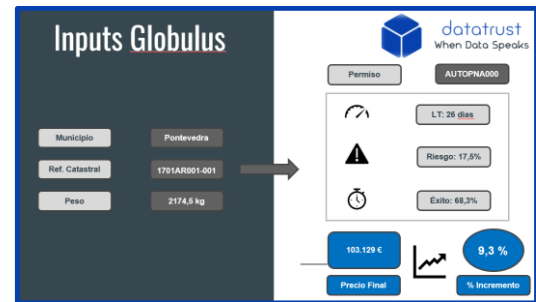 Inputs Globulus
datatrust
When Data Speaks
Permiso
AUTOPNA000
LT: 26 dias
Municipio
Pontevedra
Ref. Catastral
1701AR001-001
Riesgo: 17,5%
Peso
2174,5 kg
Éxito: 68,3%
103.129 €
9,3 %
Precio Final
% Incremento